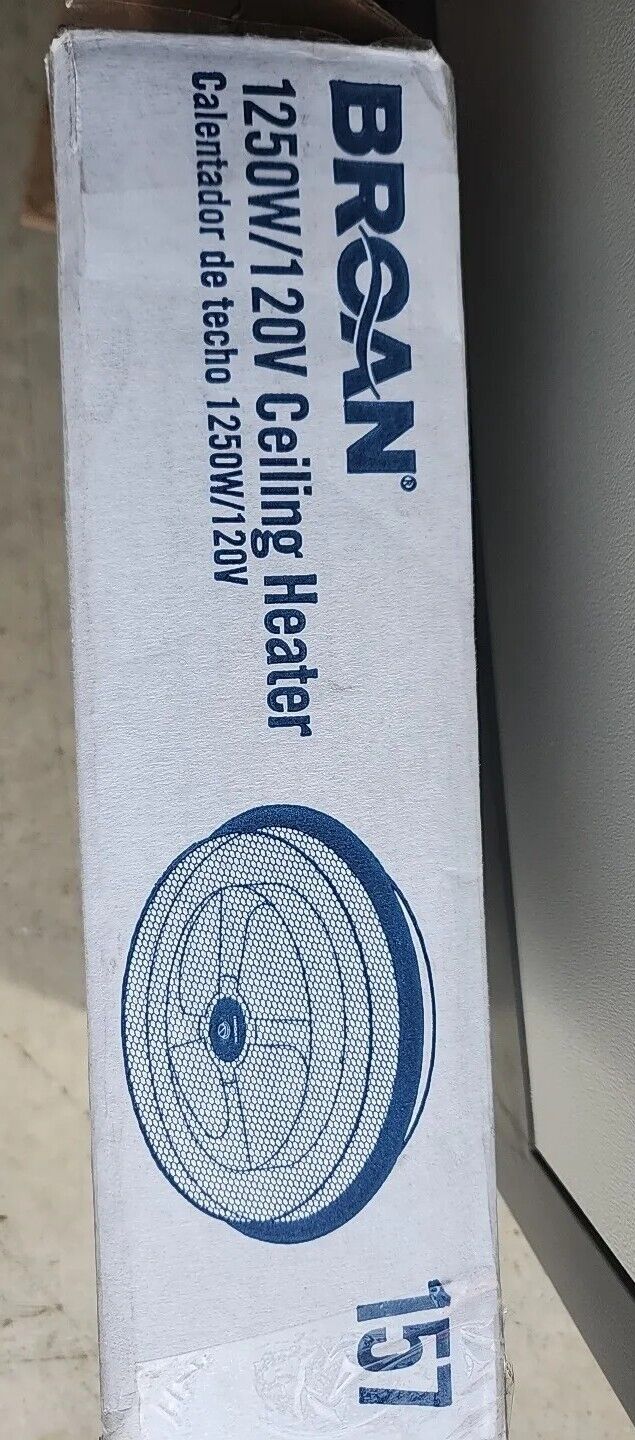 BROAN®
1250W/120V Ceiling Heater
Calentador de techo 1250W/120V
157